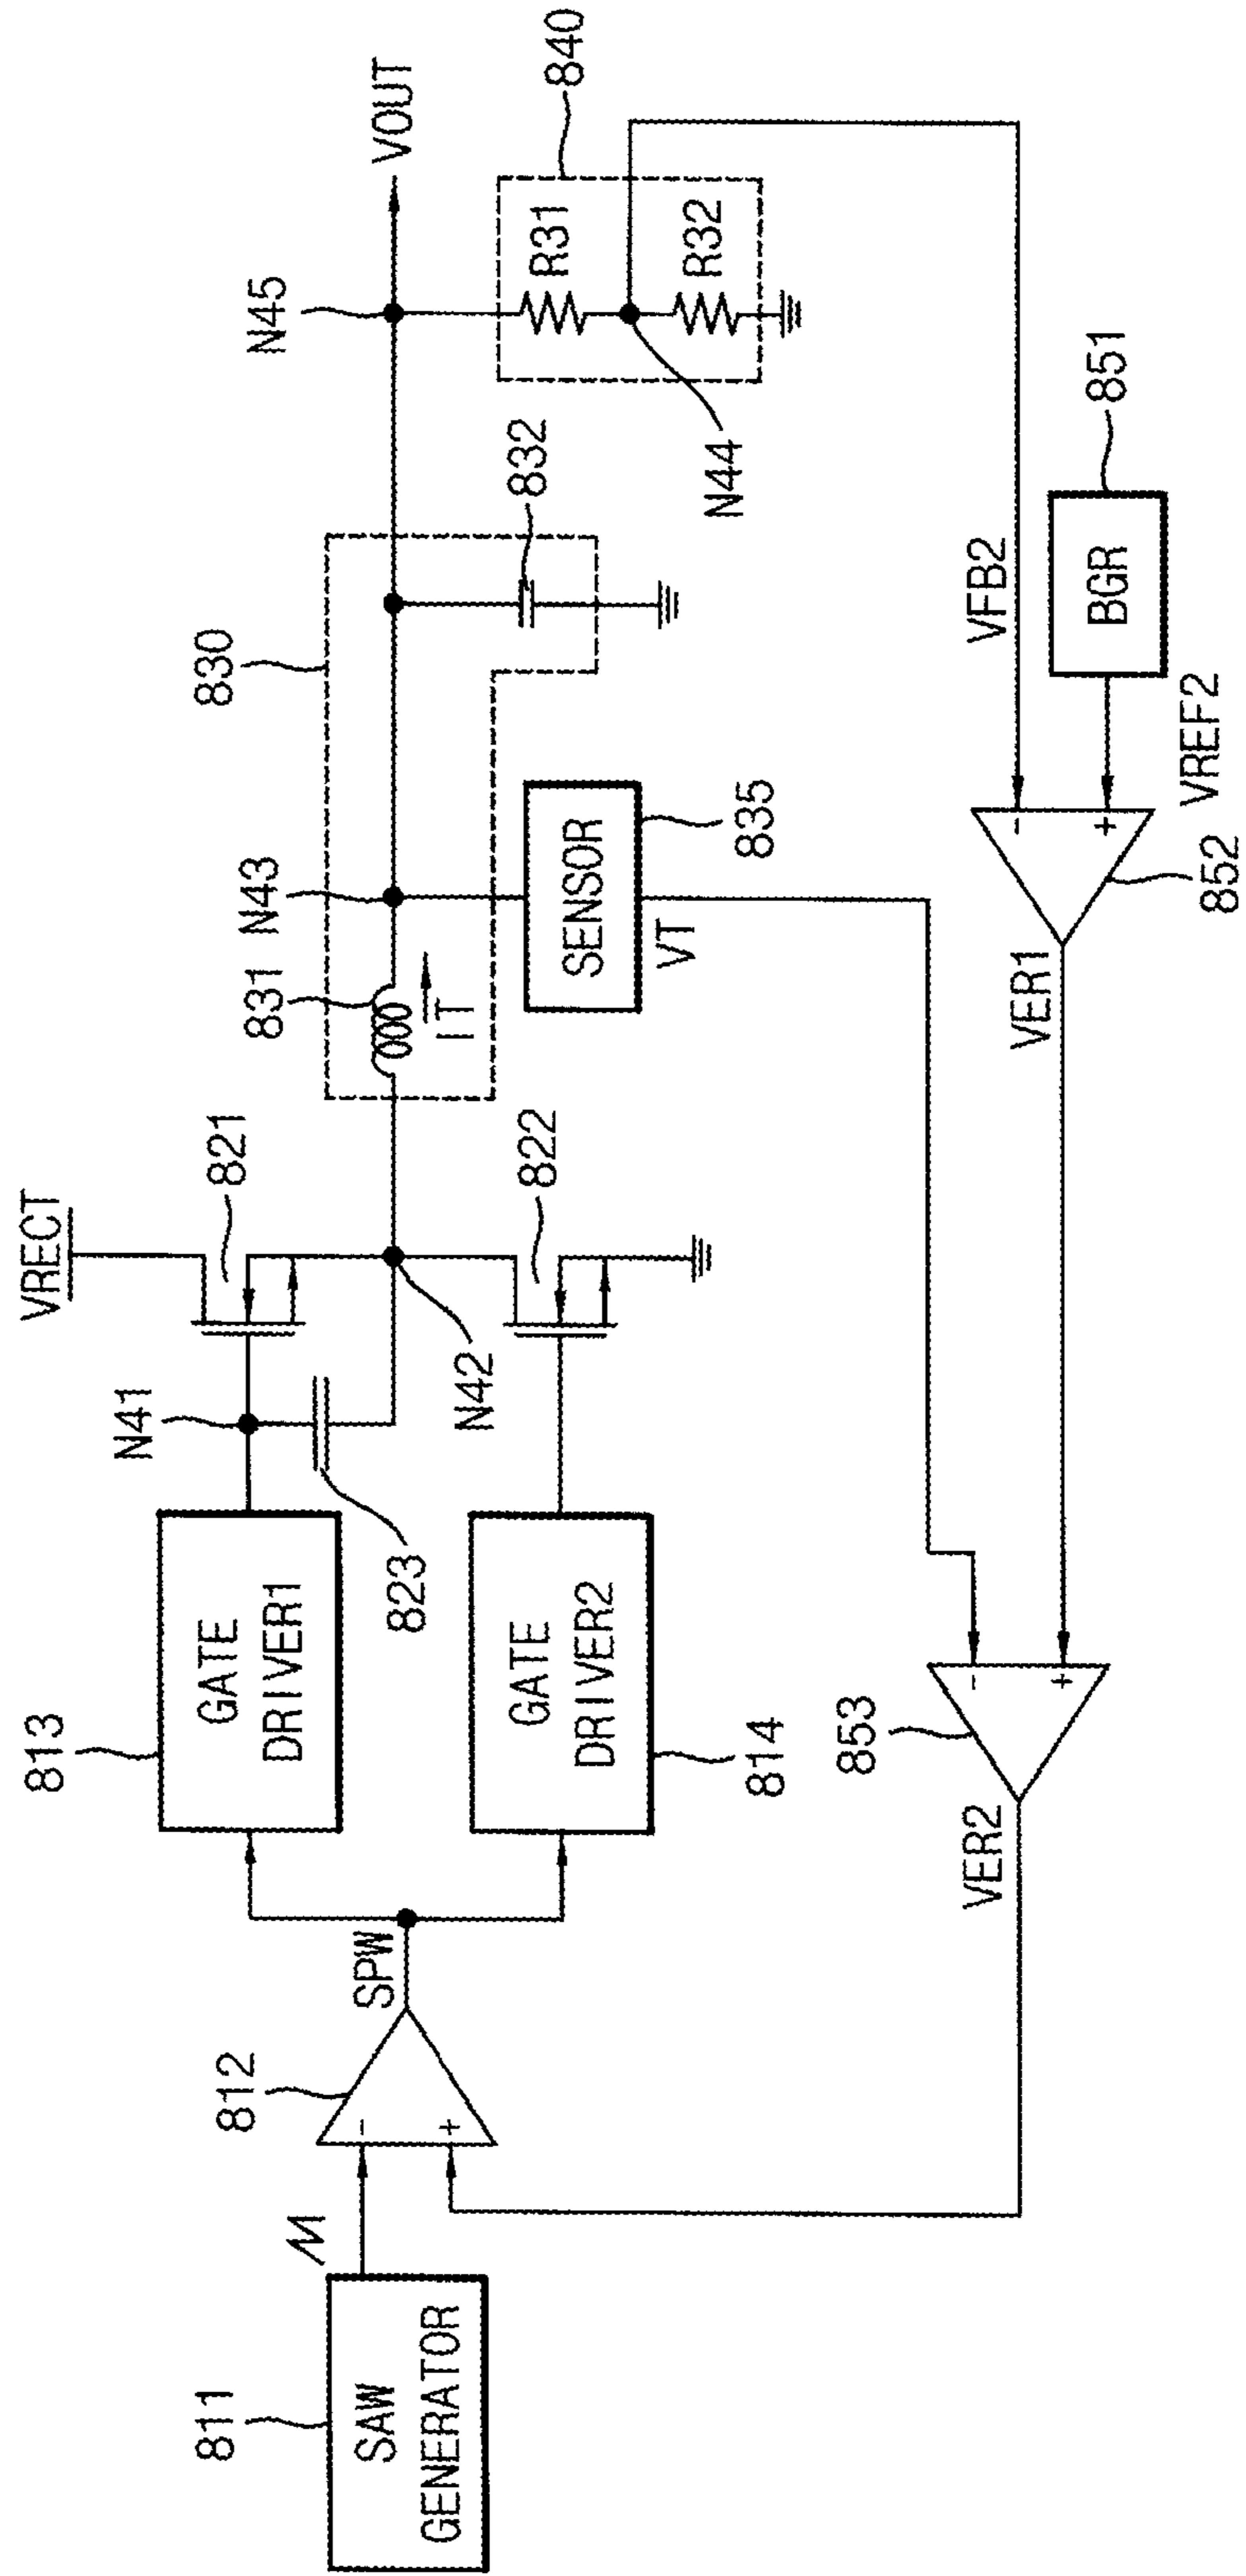 VRECT
811
SAW
GENERATOR
812
-
+
SPW
813
GATE
DRIVER1
GATE
DRIVER2
814
N41
823
821
N42
822
830
831
IT
N43
SENSOR
835
VT
832
N45
VOUT
840
R31
R32
N44
VFB2
BGR
851
VREF2
-
+
852
VER1
-
+
853
VER2